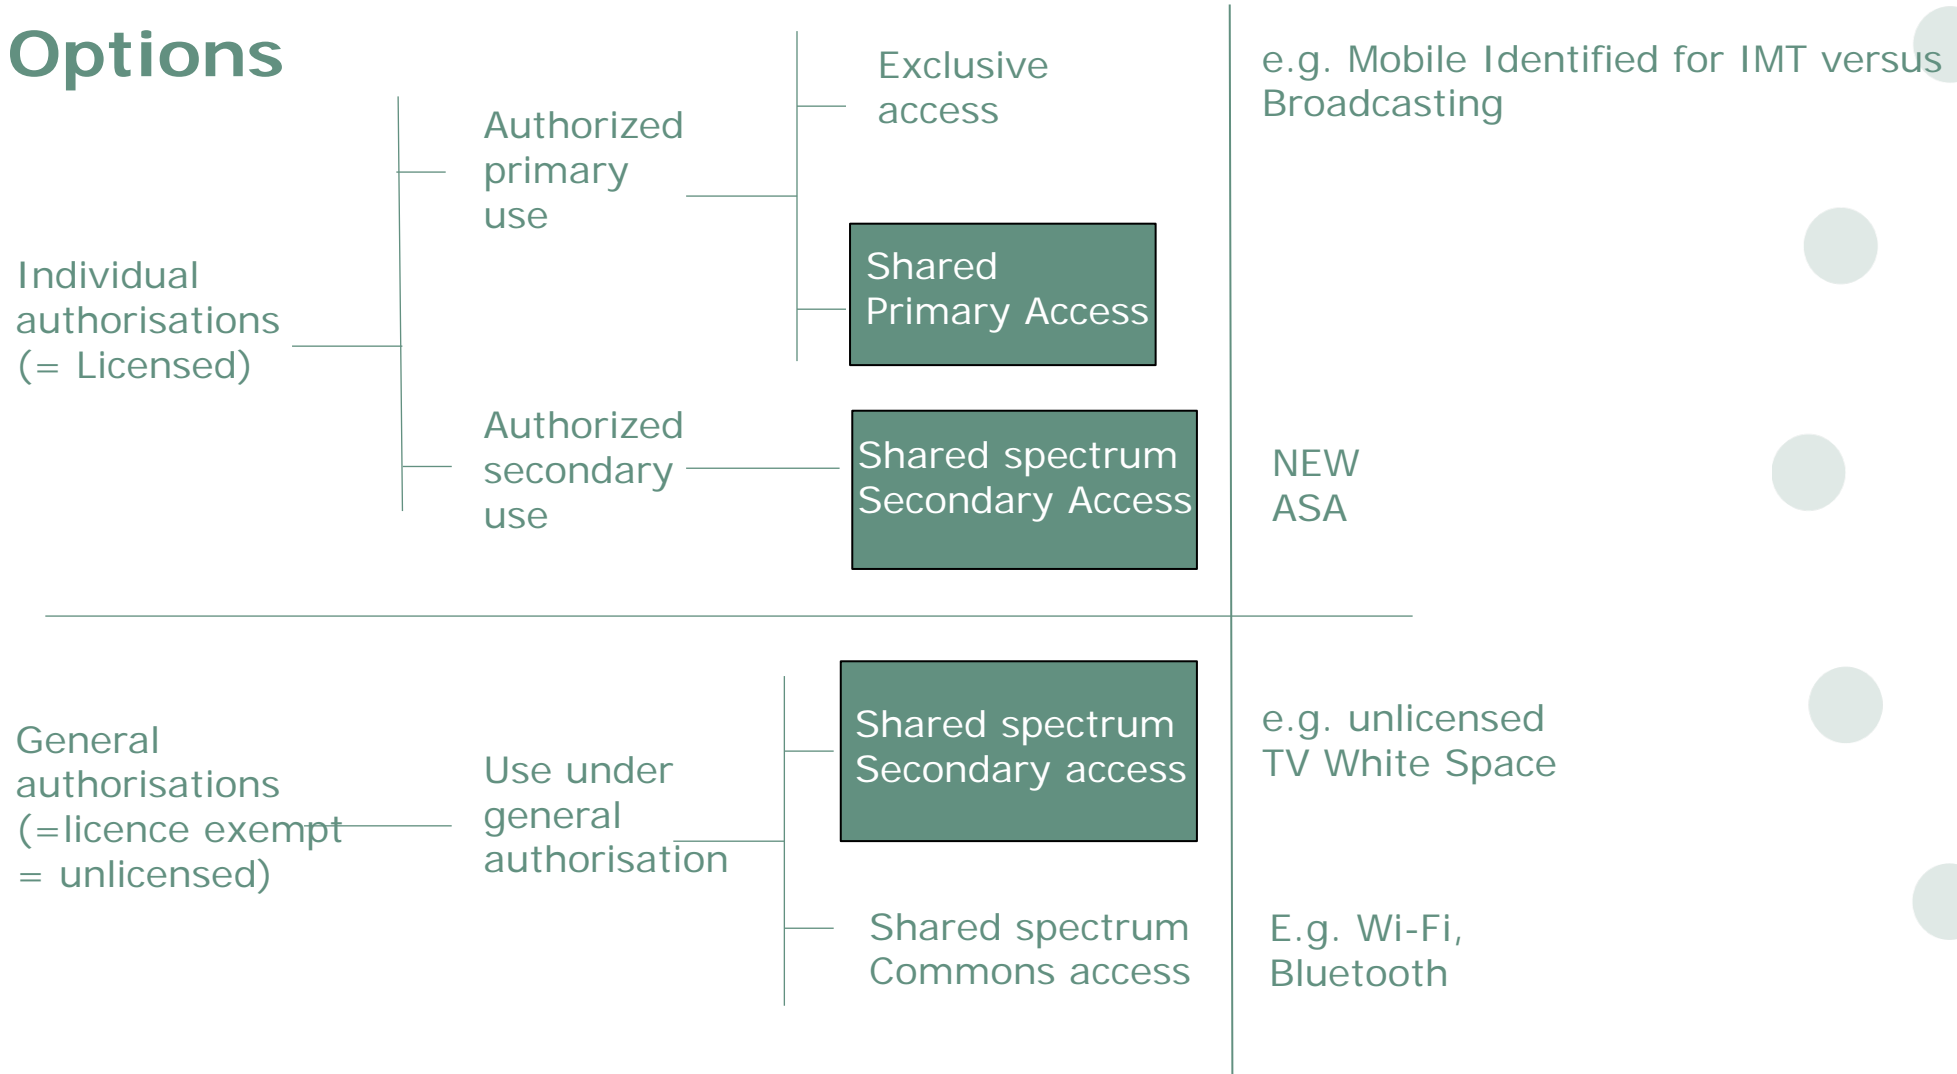 Options
Individual
authorisations
(= Licensed)
Authorized
primary
use
Exclusive
access
e.g. Mobile Identified for IMT versus
Broadcasting
Shared
Primary Access
Authorized
secondary
use
Shared spectrum
Secondary Access
NEW
ASA
General
authorisations
(=licence exempt
= unlicensed)
Use under
general
authorisation
Shared spectrum
Secondary access
e.g. unlicensed
TV White Space
Shared spectrum
Commons access
E.g. Wi-Fi,
Bluetooth